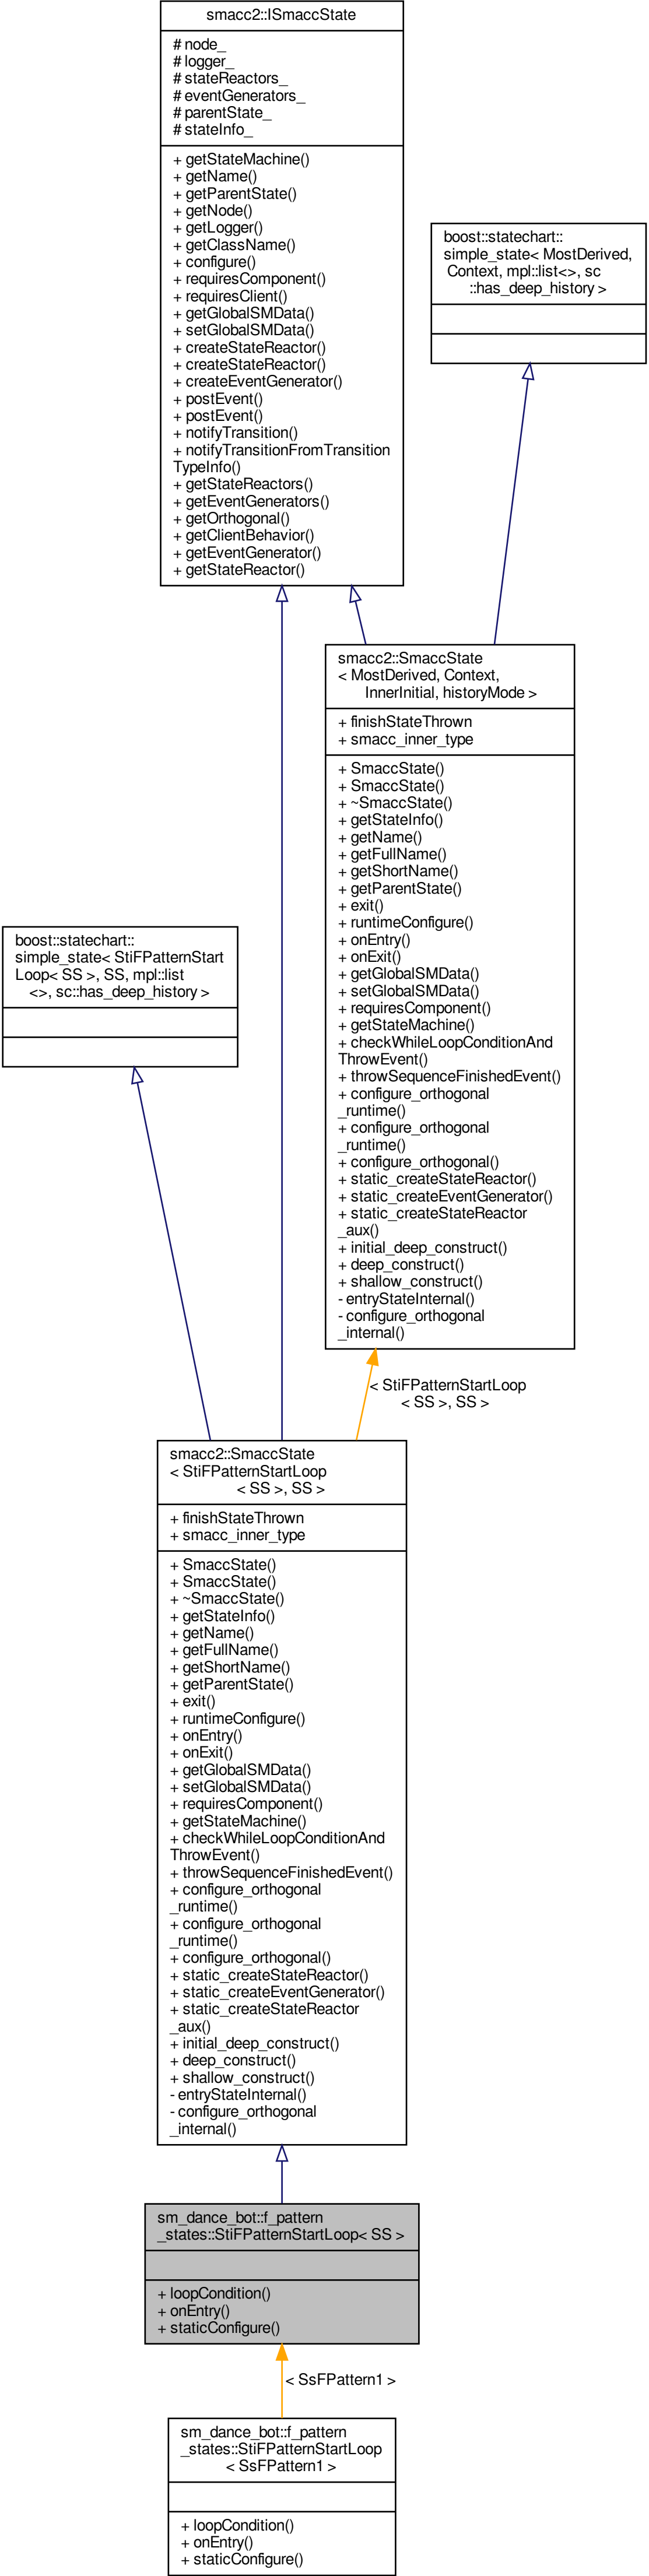 smacc2::ISmaccState
# node_
# logger_
# stateReactors_
# eventGenerators_
# parentState_
# stateInfo_
+ getStateMachine()
+ getName()
+ getParentState()
+ getNode()
+ getLogger()
+ getClassName()
+ configure()
+ requiresComponent()
+ requiresClient()
+ getGlobalSMData()
+ setGlobalSMData()
+ createStateReactor()
+ createStateReactor()
+ createEventGenerator()
+ postEvent()
+ postEvent()
+ notifyTransition()
+ notifyTransitionFromTransition
TypeInfo()
+ getStateReactors()
+ getEventGenerators()
+ getOrthogonal()
+ getClientBehavior()
+ getEventGenerator()
+ getStateReactor()
boost::statechart::
simple_state< MostDerived,
Context, mpl::list<>, sc
::has_deep_history >
smacc2::SmaccState
< MostDerived, Context,
InnerInitial, historyMode >
+ finishStateThrown
+ smacc_inner_type
+ SmaccState()
+ SmaccState()
+ ~SmaccState()
+ getStateInfo()
+ getName()
+ getFullName()
+ getShortName()
+ getParentState()
+ exit()
+ runtimeConfigure()
+ onEntry()
+ onExit()
+ getGlobalSMData()
+ setGlobalSMData()
+ requiresComponent()
+ getStateMachine()
+ checkWhileLoopConditionAnd
ThrowEvent()
+ throwSequenceFinishedEvent()
+ configure_orthogonal
_runtime()
+ configure_orthogonal
_runtime()
+ configure_orthogonal()
+ static_createStateReactor()
+ static_createEventGenerator()
+ static_createStateReactor
_aux()
+ initial_deep_construct()
+ deep_construct()
+ shallow_construct()
- entryStateInternal()
- configure_orthogonal
_internal()
boost::statechart::
simple_state< StiFPatternStart
Loop< SS >, SS, mpl::list
<>, sc::has_deep_history >
< StiFPatternStartLoop
< SS >, SS >
smacc2::SmaccState
< StiFPatternStartLoop
< SS >, SS >
+ finishStateThrown
+ smacc_inner_type
+ SmaccState()
+ SmaccState()
+ ~SmaccState()
+ getStateInfo()
+ getName()
+ getFullName()
+ getShortName()
+ getParentState()
+ exit()
+ runtimeConfigure()
+ onEntry()
+ onExit()
+ getGlobalSMData()
+ setGlobalSMData()
+ requiresComponent()
+ getStateMachine()
+ checkWhileLoopConditionAnd
ThrowEvent()
+ throwSequenceFinishedEvent()
+ configure_orthogonal
_runtime()
+ configure_orthogonal
_runtime()
+ configure_orthogonal()
+ static_createStateReactor()
+ static_createEventGenerator()
+ static_createStateReactor
_aux()
+ initial_deep_construct()
+ deep_construct()
+ shallow_construct()
- entryStateInternal()
- configure_orthogonal
_internal()
sm_dance_bot::f_pattern
_states::StiFPatternStartLoop< SS >
+ loopCondition()
+ onEntry()
+ staticConfigure()
< SsFPattern1 >
sm_dance_bot::f_pattern
_states::StiFPatternStartLoop
< SsFPattern1 >
+ loopCondition()
+ onEntry()
+ staticConfigure()